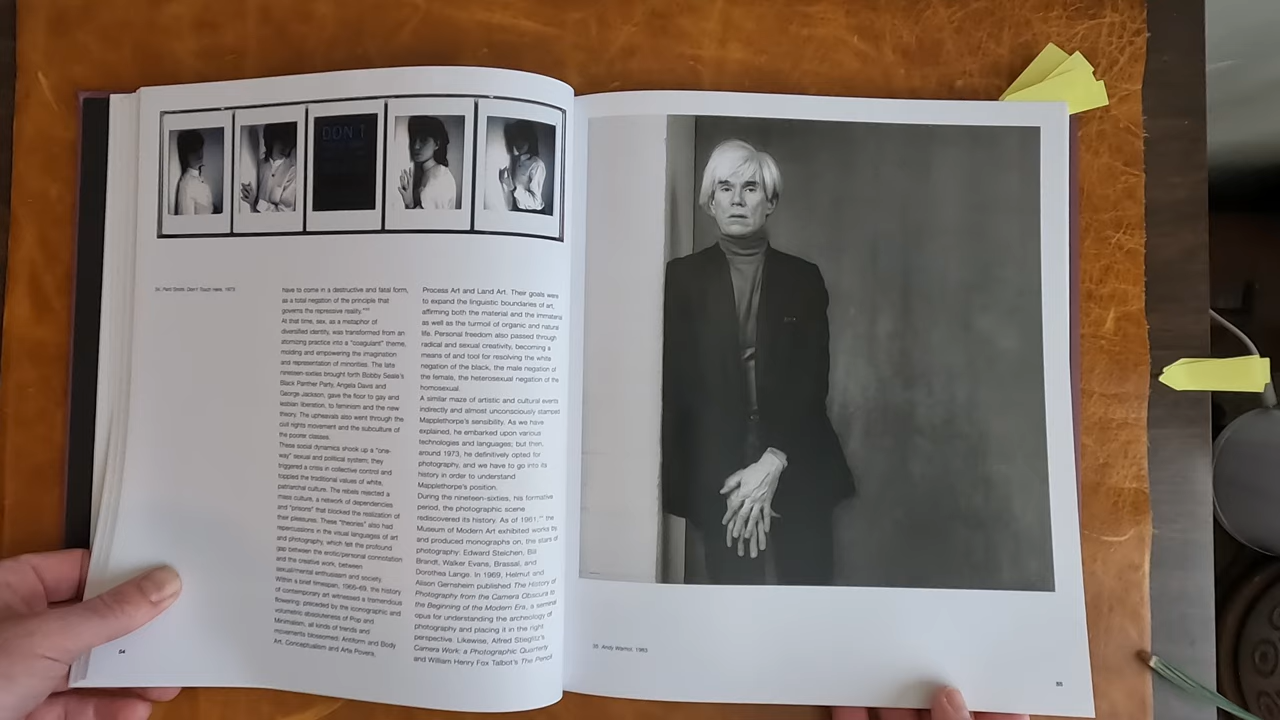 DON'T
34. Patti Smith, Don't Touch Here, 1973
have to come in a destructive and fatal form,
as a total negation of the principle that
governs the repressive reality."
At that time, sex, as a metaphor of
diversified identity, was transformed from an
atomizing practice into a "coagulant" theme,
molding and empowering the imagination
and representation of minorities. The late
nineteen-sixties brought forth Bobby Seale's
Black Panther Party, Angela Davis and
George Jackson, gave the floor to gay and
lesbian liberation, to feminism and the new
theory. The upheavals also went through the
civil rights movement and the subculture of
the poorer classes.
These social dynamics shook up a "one-
way" sexual and political system; they
triggered a crisis in collective control and
toppled the traditional values of white,
patriarchal culture. The rebels rejected a
mass culture, a network of dependencies
and "prisons" that blocked the realization of
their pleasures. These "theories" also had
repercussions in the visual languages of art
and photography, which felt the profound
gap between the erotic/personal connotation
and the creative work, between
sexual/mental enthusiasm and society.
Within a brief timespan, 1965-69, the history
of contemporary art witnessed a tremendous
flowering: preceded by the iconographic and
volumetric absoluteness of Pop and
Minimalism, all kinds of trends and
movements blossomed: Antiform and Body
Art, Conceptualism and Arte Povera,
54
Process Art and Land Art. Their goals were
to expand the linguistic boundaries of art,
affirming both the material and the immaterial
as well as the turmoil of organic and natural
life. Personal freedom also passed through
radical and sexual creativity, becoming a
means of and tool for resolving the white
negation of the black, the male negation of
the female, the heterosexual negation of the
homosexual.
A similar maze of artistic and cultural events
indirectly and almost unconsciously stamped
Mapplethorpe's sensibility. As we have
explained, he embarked upon various
technologies and languages; but then,
around 1973, he definitively opted for
photography, and we have to go into its
history in order to understand
Mapplethorpe's position.
During the nineteen-sixties, his formative
period, the photographic scene
rediscovered its history. As of 1961, the
Museum of Modern Art exhibited works by
and produced monographs on, the stars of
photography: Edward Steichen, Bill
Brandt, Walker Evans, Brassaï, and
Dorothea Lange. In 1969, Helmut and
Alison Gernsheim published The History of
Photography from the Camera Obscura to
the Beginning of the Modern Era, a seminal
opus for understanding the archeology of
photography and placing it in the right
perspective. Likewise, Alfred Stieglitz's
Camera Work: a Photographic Quarterly
and William Henry Fox Talbot's The Pencil
35. Andy Warhol, 1983
55